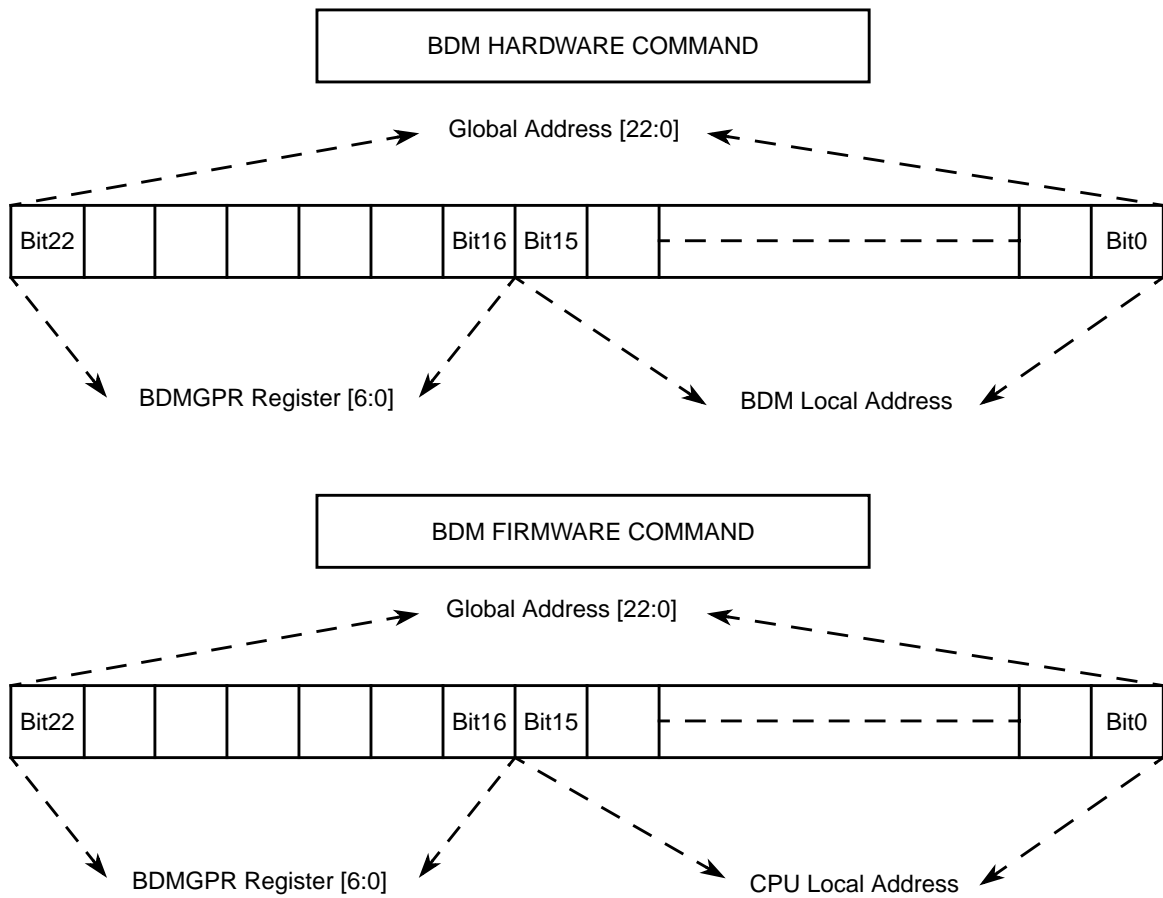 BDM HARDWARE COMMAND
Global Address [22:0]
Bit22 Bit16 Bit15 Bit0
BDMGPR Register [6:0] BDM Local Address
BDM FIRMWARE COMMAND
Global Address [22:0]
Bit22 Bit16 Bit15 Bit0
BDMGPR Register [6:0] CPU Local Address